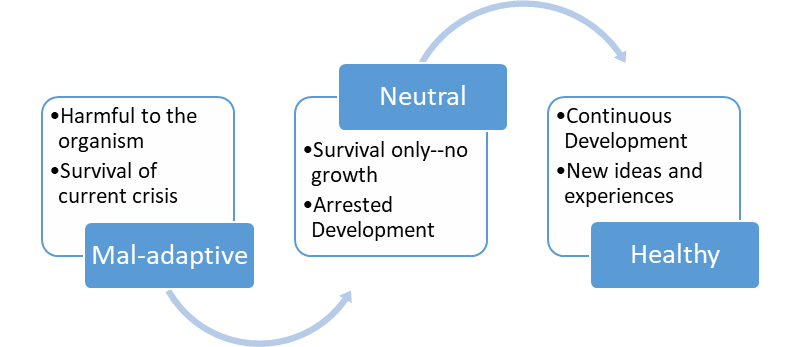 •Harmful to the
organism
•Survival of
current crisis
Mal-adaptive
Neutral
•Survival only--no
growth
•Arrested
Development
•Continuous
Development
•New ideas and
experiences
Healthy